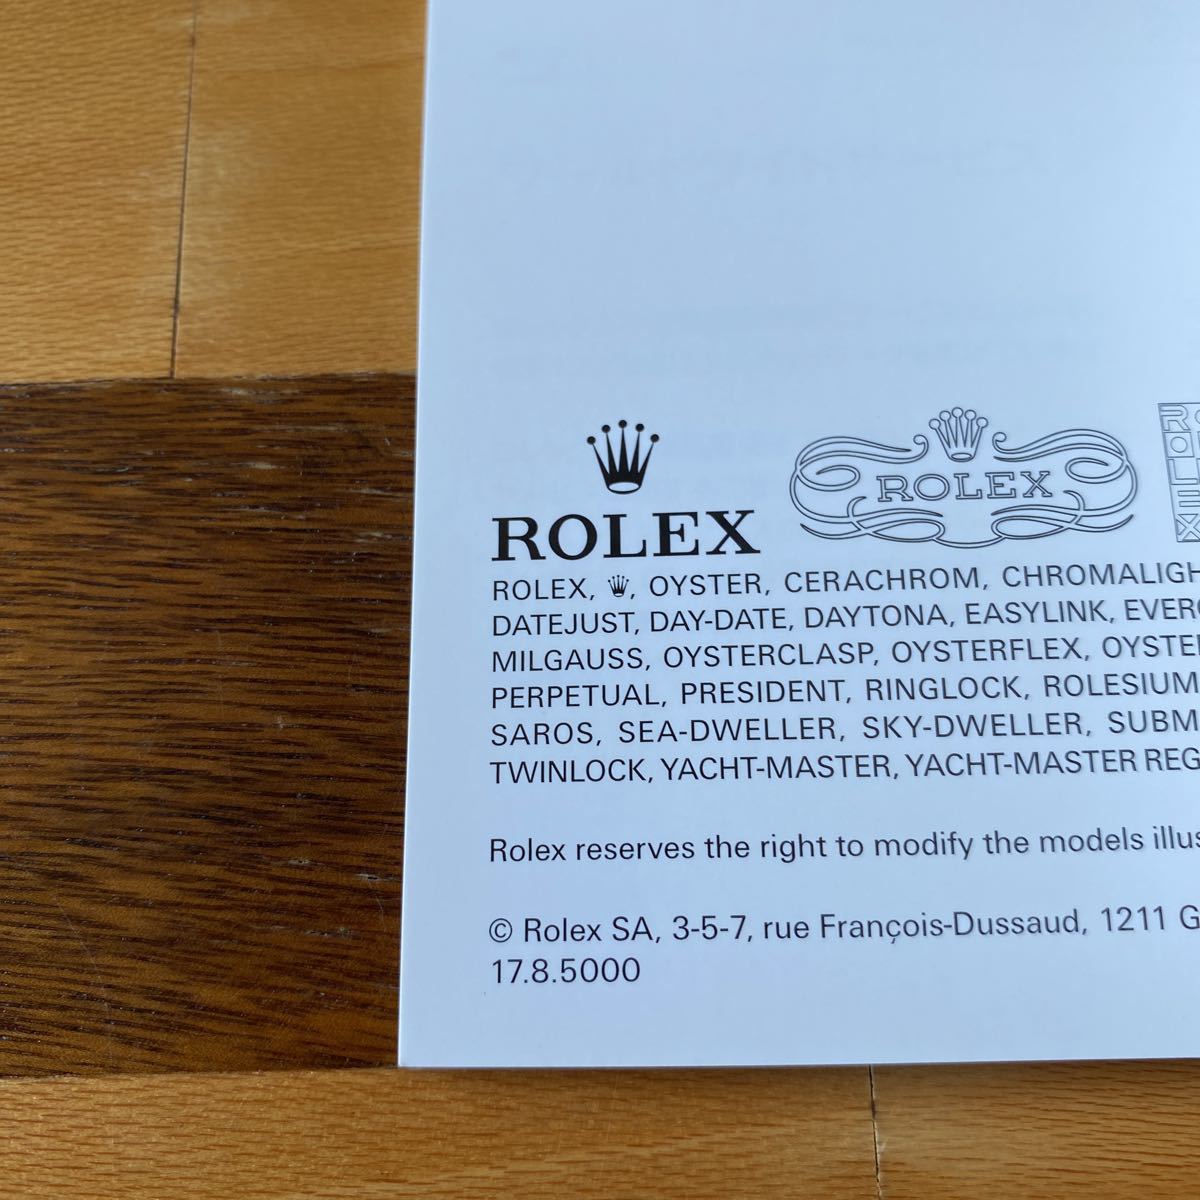 ROLEX
ROLEX
ROLEX
ROLEX, OYSTER, CERACHROM, CHROMALIGH
DATEJUST, DAY-DATE, DAYTONA, EASYLINK, EVERO
MILGAUSS, OYSTERCLASP, OYSTERFLEX, OYSTE
PERPETUAL, PRESIDENT, RINGLOCK, ROLESIUM
SAROS, SEA-DWELLER, SKY-DWELLER, SUBM
TWINLOCK, YACHT-MASTER, YACHT-MASTER REG
Rolex reserves the right to modify the models illus
© Rolex SA, 3-5-7, rue François-Dussaud, 1211 G
17.8.5000